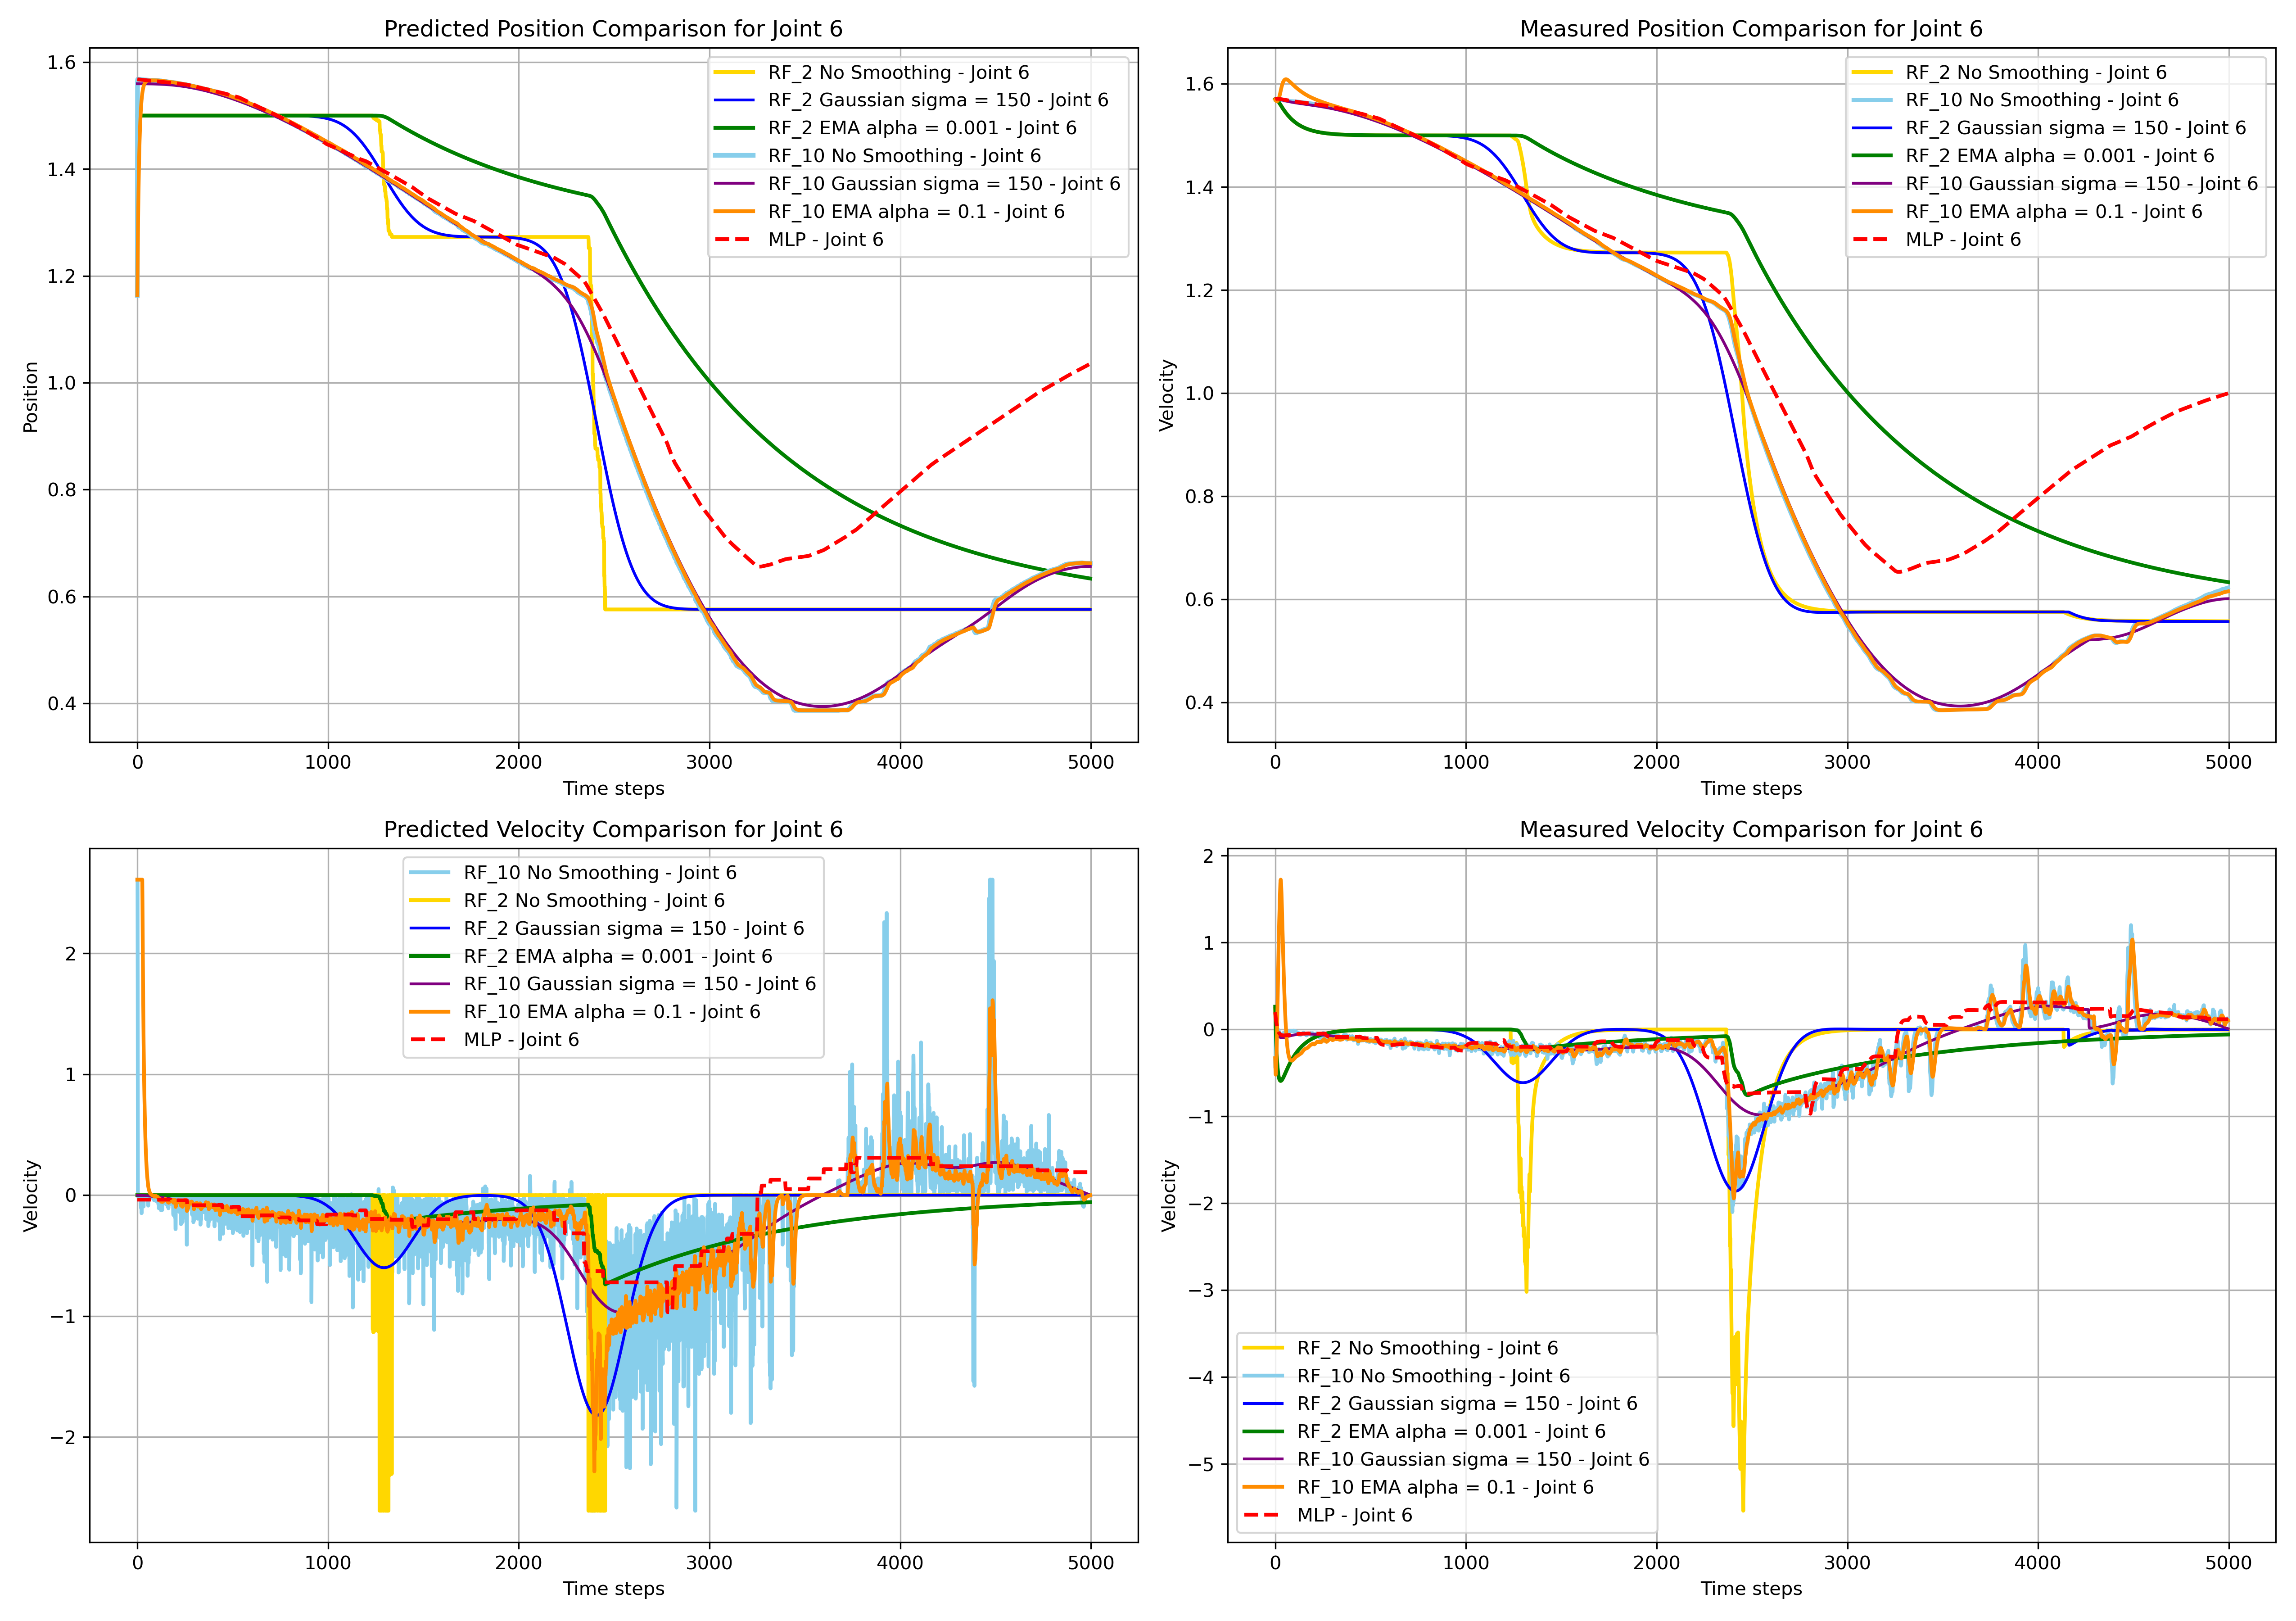 Predicted Position Comparison for Joint 6
Position
1.6
1.4
1.2
1.0
0.8
0.6
0.4
RF_2 No Smoothing - Joint 6
RF_2 Gaussian sigma = 150 - Joint 6
RF_2 EMA alpha = 0.001 - Joint 6
RF_10 No Smoothing - Joint 6
RF_10 Gaussian sigma = 150 - Joint 6
RF_10 EMA alpha = 0.1 - Joint 6
MLP - Joint 6
0 1000 2000 3000 4000 5000
Time steps
Measured Position Comparison for Joint 6
Velocity
1.6
1.4
1.2
1.0
0.8
0.6
0.4
RF_2 No Smoothing - Joint 6
RF_10 No Smoothing - Joint 6
RF_2 Gaussian sigma = 150 - Joint 6
RF_2 EMA alpha = 0.001 - Joint 6
RF_10 Gaussian sigma = 150 - Joint 6
RF_10 EMA alpha = 0.1 - Joint 6
MLP - Joint 6
0 1000 2000 3000 4000 5000
Time steps
Predicted Velocity Comparison for Joint 6
Velocity
2
1
0
−1
−2
RF_10 No Smoothing - Joint 6
RF_2 No Smoothing - Joint 6
RF_2 Gaussian sigma = 150 - Joint 6
RF_2 EMA alpha = 0.001 - Joint 6
RF_10 Gaussian sigma = 150 - Joint 6
RF_10 EMA alpha = 0.1 - Joint 6
MLP - Joint 6
0 1000 2000 3000 4000 5000
Time steps
Measured Velocity Comparison for Joint 6
Velocity
2
1
0
−1
−2
−3
−4
−5
RF_2 No Smoothing - Joint 6
RF_10 No Smoothing - Joint 6
RF_2 Gaussian sigma = 150 - Joint 6
RF_2 EMA alpha = 0.001 - Joint 6
RF_10 Gaussian sigma = 150 - Joint 6
RF_10 EMA alpha = 0.1 - Joint 6
MLP - Joint 6
0 1000 2000 3000 4000 5000
Time steps